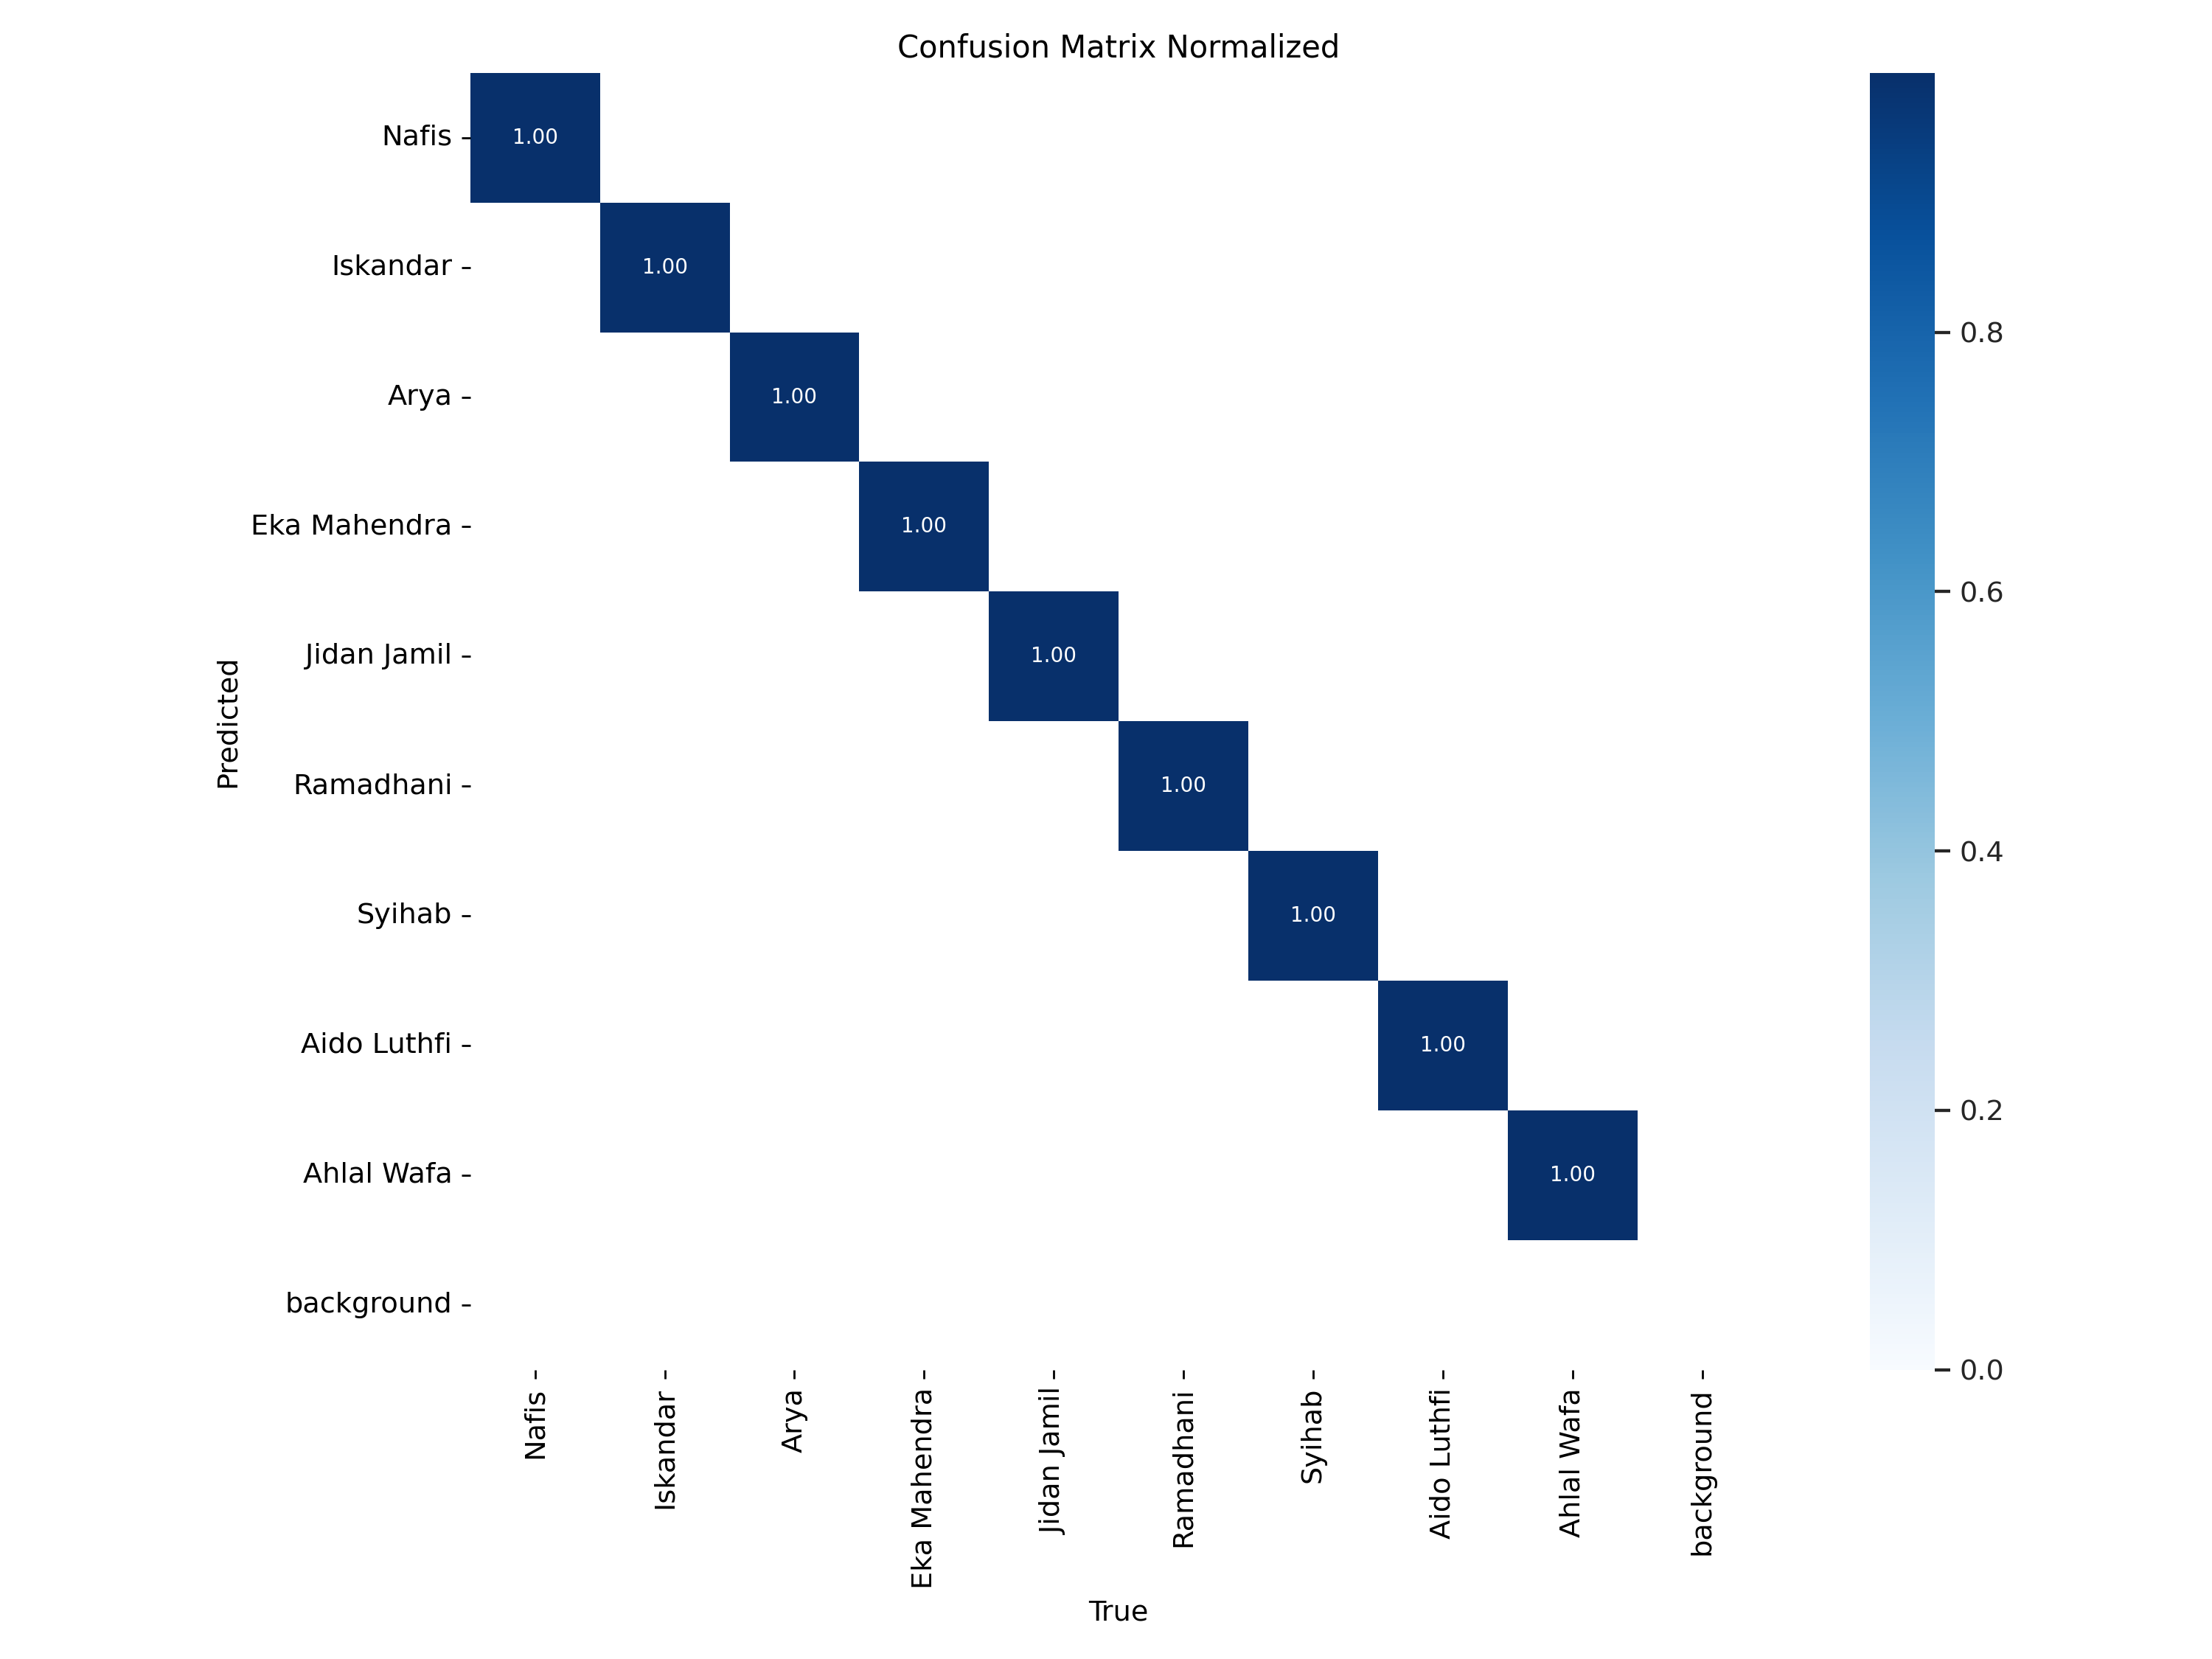 Confusion Matrix Normalized
Nafis
1.00
Iskandar
1.00
Arya
1.00
Eka Mahendra
1.00
Jidan Jamil
1.00
Ramadhani
1.00
Syihab
1.00
Aido Luthfi
1.00
Ahlal Wafa
1.00
background
Predicted
Nafis
Iskandar
Arya
Eka Mahendra
Jidan Jamil
Ramadhani
Syihab
Aido Luthfi
Ahlal Wafa
background
True
0.8
0.6
0.4
0.2
0.0